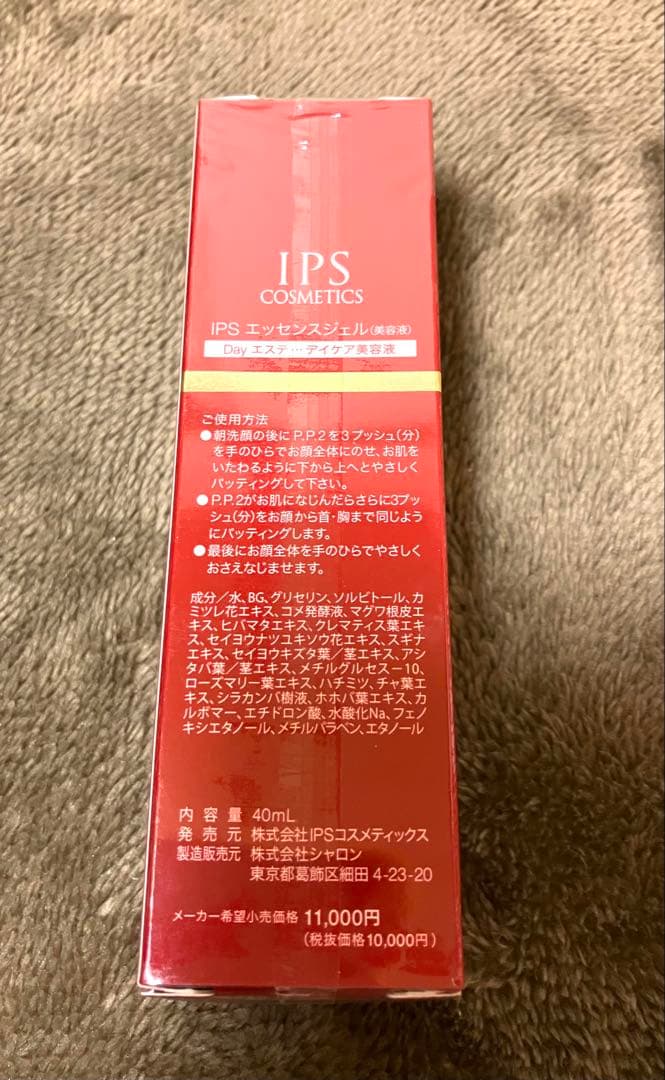 IPS
COSMETICS
IPS エッセンスジェル(美容液)
Day エステ…デイケア美容液
ご使用方法
●朝洗顔の後にP.P.2を3プッシュ(分)
を手のひらでお顔全体にのせ、お肌を
いたわるように下から上へとやさしく
パッティングして下さい。
●P.P.2がお肌になじんだらさらに3プッ
シュ(分)をお顔から首・胸まで同じよう
にパッティングします。
●最後にお顔全体を手のひらでやさしく
おさえなじませます。
成分/水、BG、グリセリン、ソルビトール、カ
ミツレ花エキス、コメ発酵液、マグワ根皮エ
キス、ヒバマタエキス、クレマティス葉エキ
ス、セイヨウナツユキソウ花エキス、スギナ
エキス、セイヨウキズタ葉/茎エキス、アシ
タバ葉/茎エキス、メチルグルセス-10、
ローズマリー葉エキス、ハチミツ、チャ葉エ
キス、シラカンバ樹液、ホホバ葉エキス、カ
ルボマー、エチドロン酸、水酸化Na、フェノ
キシエタノール、メチルパラベン、エタノール
内容量 40mL
発売元 株式会社IPSコスメティックス
製造販売元 株式会社シャロン
東京都葛飾区細田 4-23-20
メーカー希望小売価格 11,000円
(税抜価格10,000円)